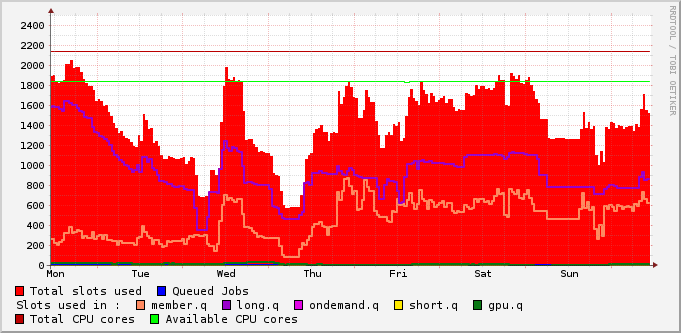 2400
2200
2000
1800
1600
1400
1200
1000
800
600
400
200
0
Mon Tue Wed Thu Fri Sat Sun
RRDTOOL / TOBI OETIKER
Total slots used Queued Jobs
Slots used in : member.q long.q ondemand.q short.q gpu.q
Total CPU cores Available CPU cores